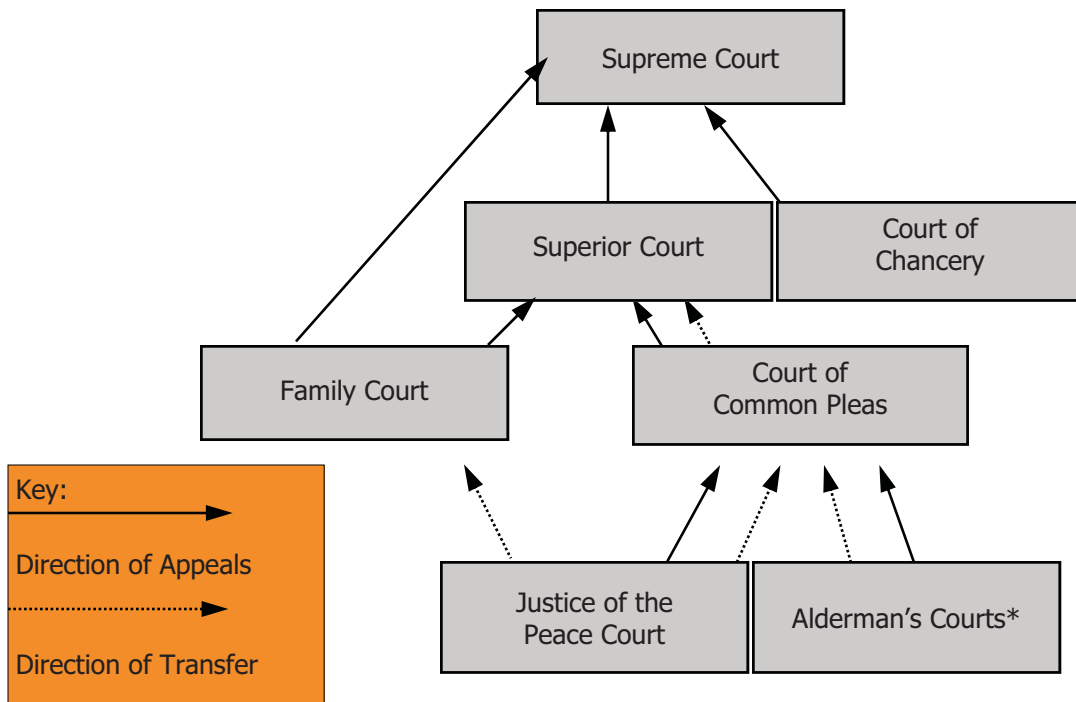 Supreme Court
Superior Court
Court of
Chancery
Family Court
Court of
Common Pleas
Key:
Direction of Appeals
Direction of Transfer
Justice of the
Peace Court
Alderman’s Courts*